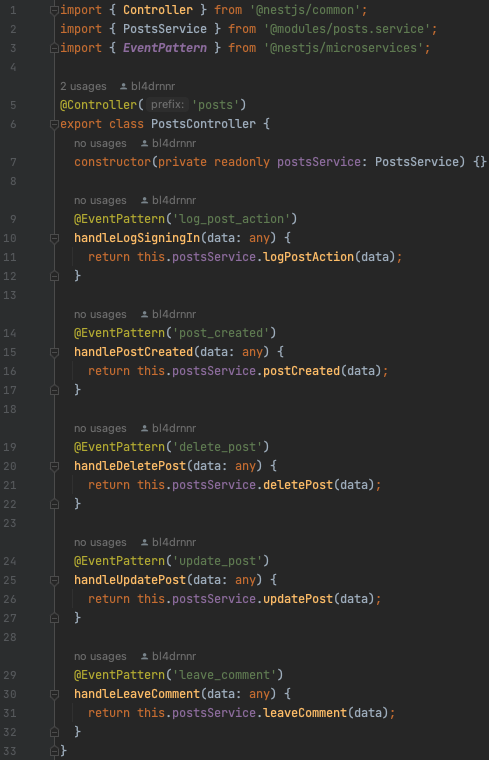 1 import { Controller } from '@nestjs/common';
2 import { PostsService } from '@modules/posts.service';
3 import { EventPattern } from '@nestjs/microservices';
4
2 usages bl4drnnr
5 @Controller( prefix: 'posts')
6 export class PostsController {
no usages bl4drnnr
7 constructor(private readonly postsService: PostsService) {}
8
no usages bl4drnnr
9 @EventPattern('log_post_action')
10 handleLogSigningIn(data: any) {
11 return this.postsService.logPostAction(data);
12 }
13
no usages bl4drnnr
14 @EventPattern('post_created')
15 handlePostCreated(data: any) {
16 return this.postsService.postCreated(data);
17 }
18
no usages bl4drnnr
19 @EventPattern('delete_post')
20 handleDeletePost(data: any) {
21 return this.postsService.deletePost(data);
22 }
23
no usages bl4drnnr
24 @EventPattern('update_post')
25 handleUpdatePost(data: any) {
26 return this.postsService.updatePost(data);
27 }
28
no usages bl4drnnr
29 @EventPattern('leave_comment')
30 handleLeaveComment(data: any) {
31 return this.postsService.leaveComment(data);
32 }
33 }